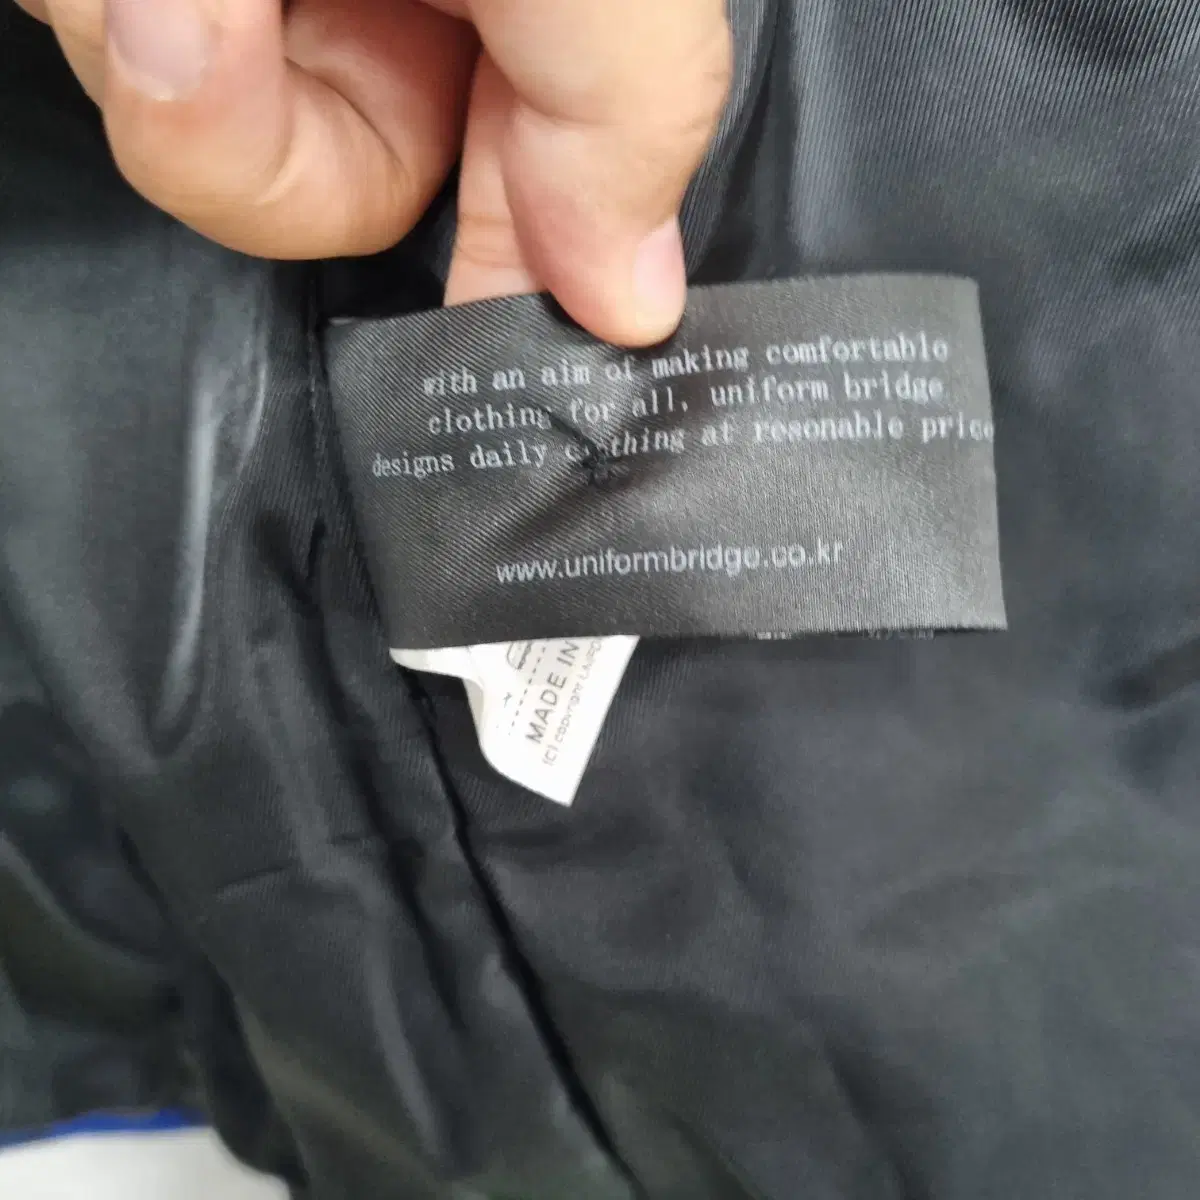 with an aim of making comfortable
clothing for all, uniform bridge
designs daily clothing at resonable price
www.uniformbridge.co.kr
MADE IN
(C) copyright